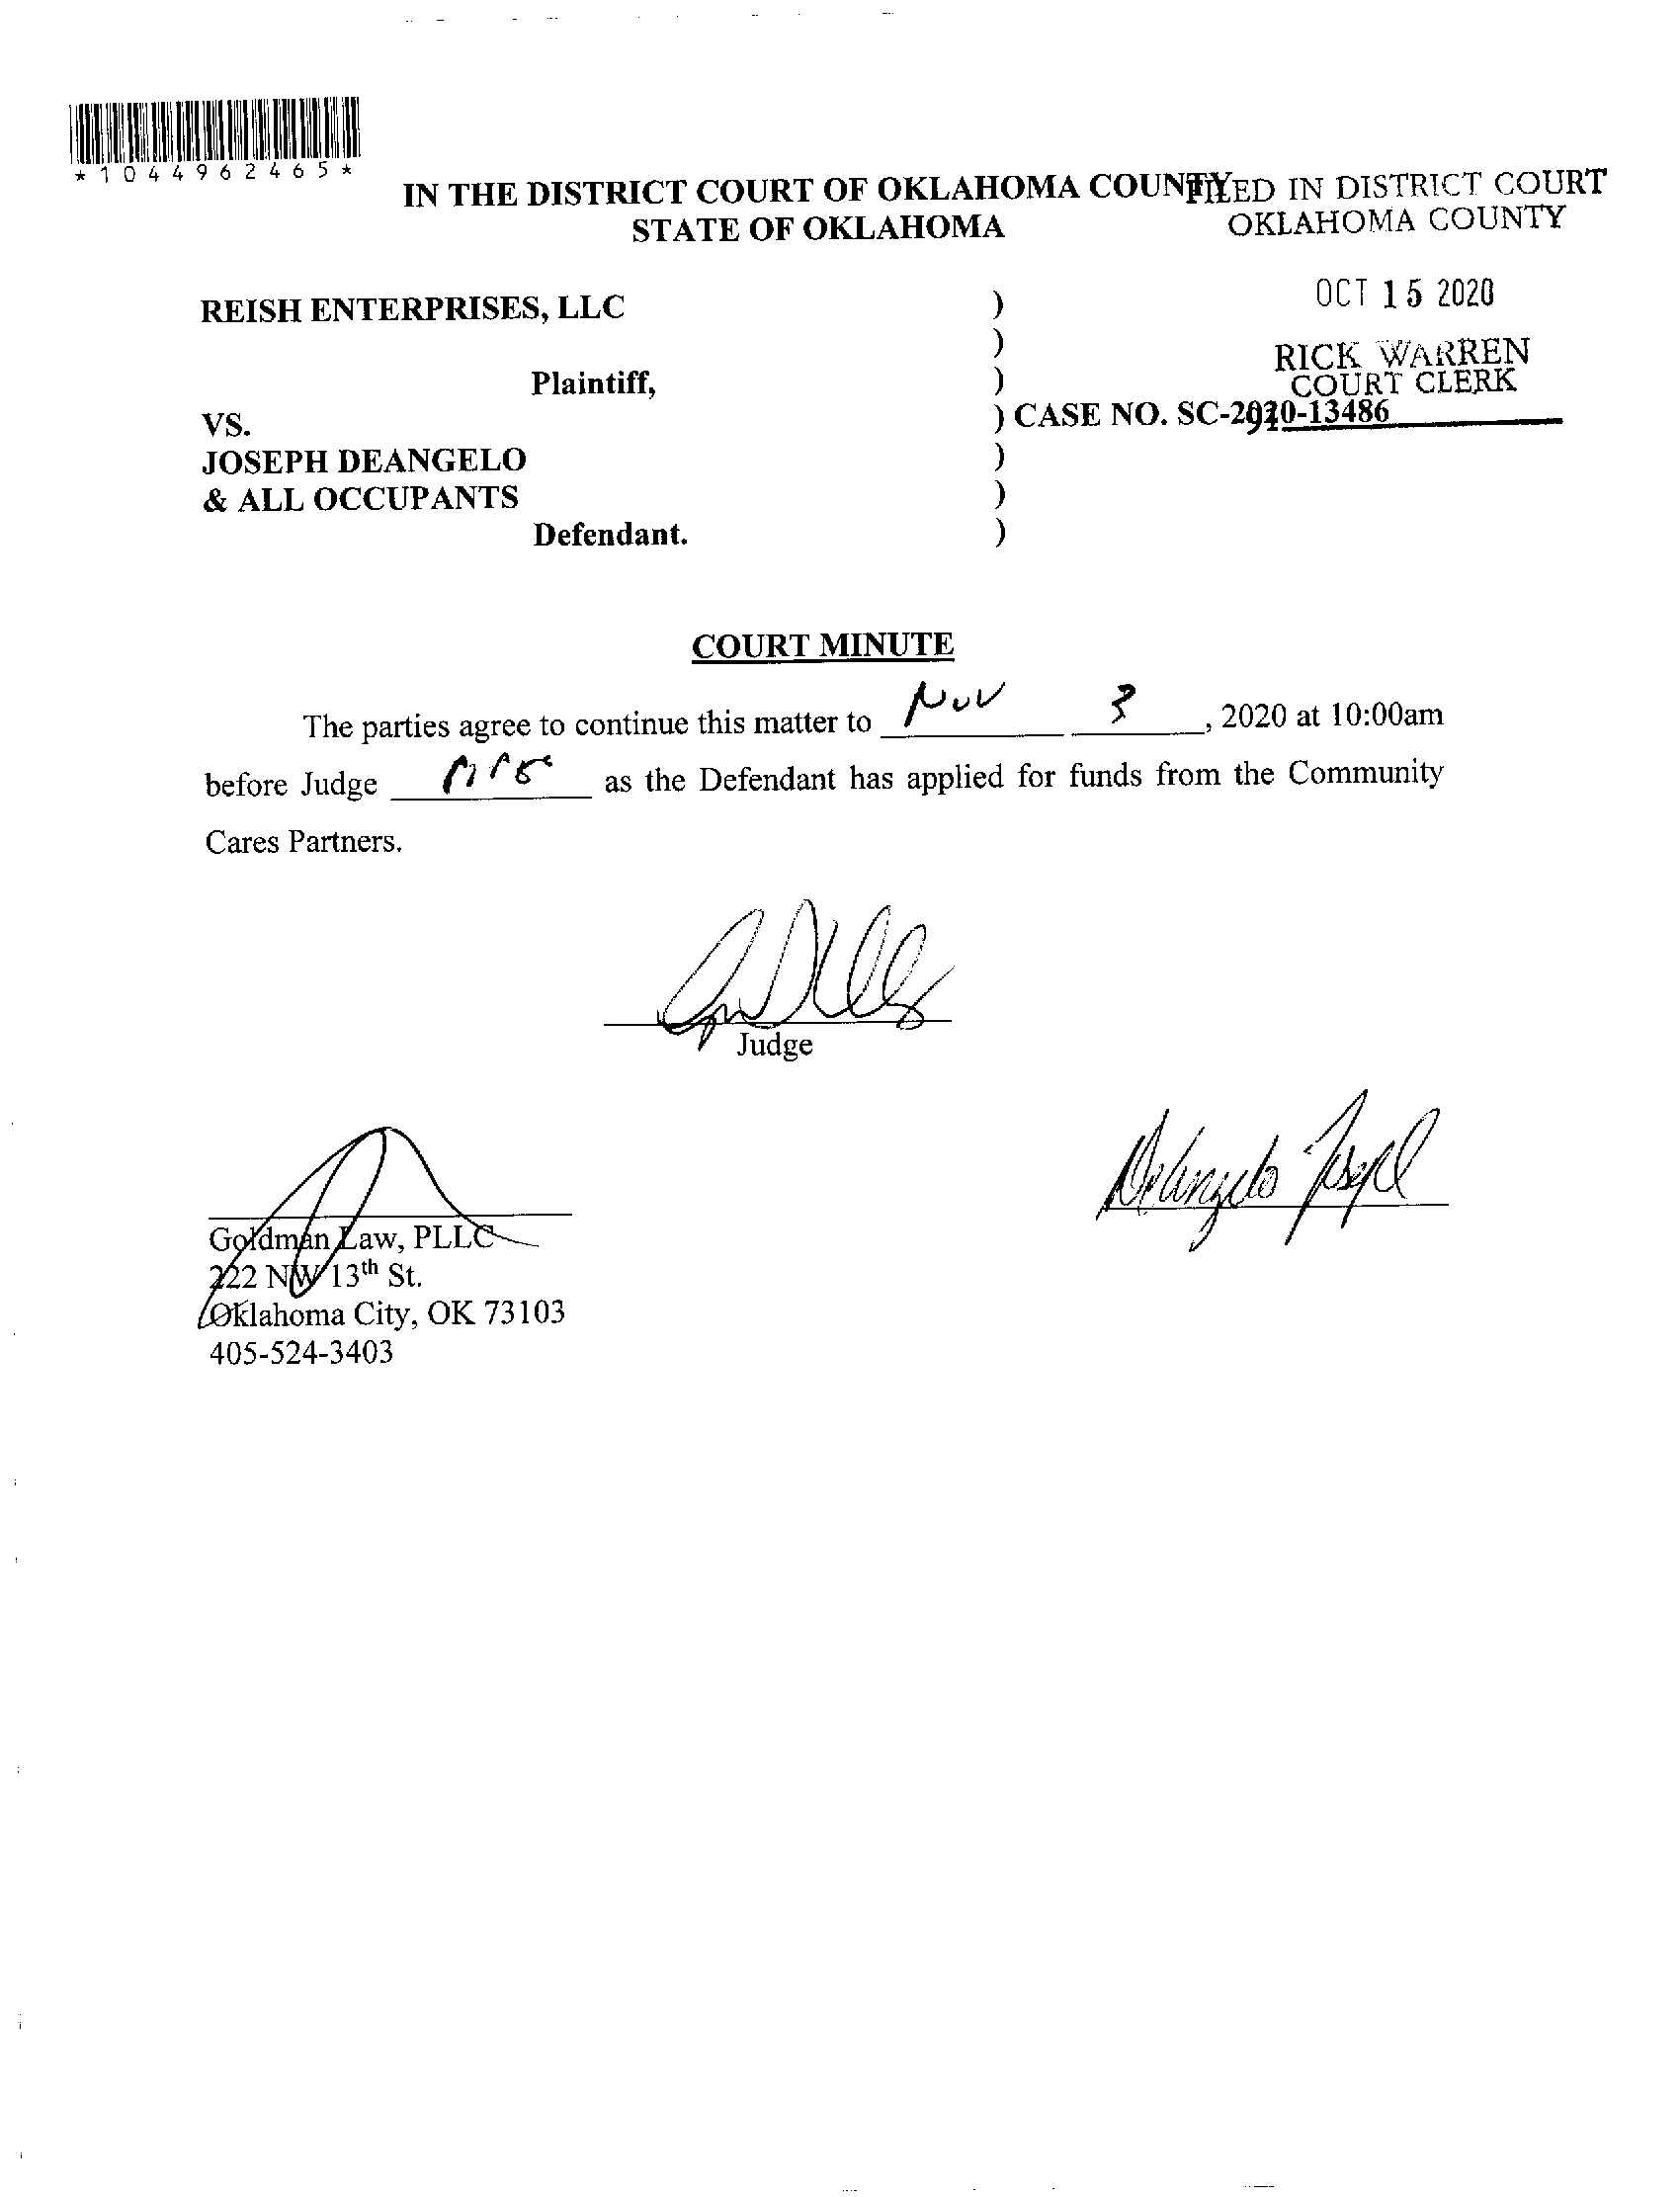 *1044962465*
IN THE DISTRICT COURT OF OKLAHOMA COUNTY
STATE OF OKLAHOMA
FILED IN DISTRICT COURT
OKLAHOMA COUNTY
OCT 15 2020
RICK WARREN
COURT CLERK
REISH ENTERPRISES, LLC )
)
Plaintiff, )
VS. ) CASE NO. SC-2020-13486
JOSEPH DEANGELO )
& ALL OCCUPANTS )
Defendant. )
COURT MINUTE
The parties agree to continue this matter to Nov 3, 2020 at 10:00am
before Judge as the Defendant has applied for funds from the Community
Cares Partners.
Judge
DeAngelo Joseph
Goldman Law, PLLC
222 NW 13th St.
Oklahoma City, OK 73103
405-524-3403